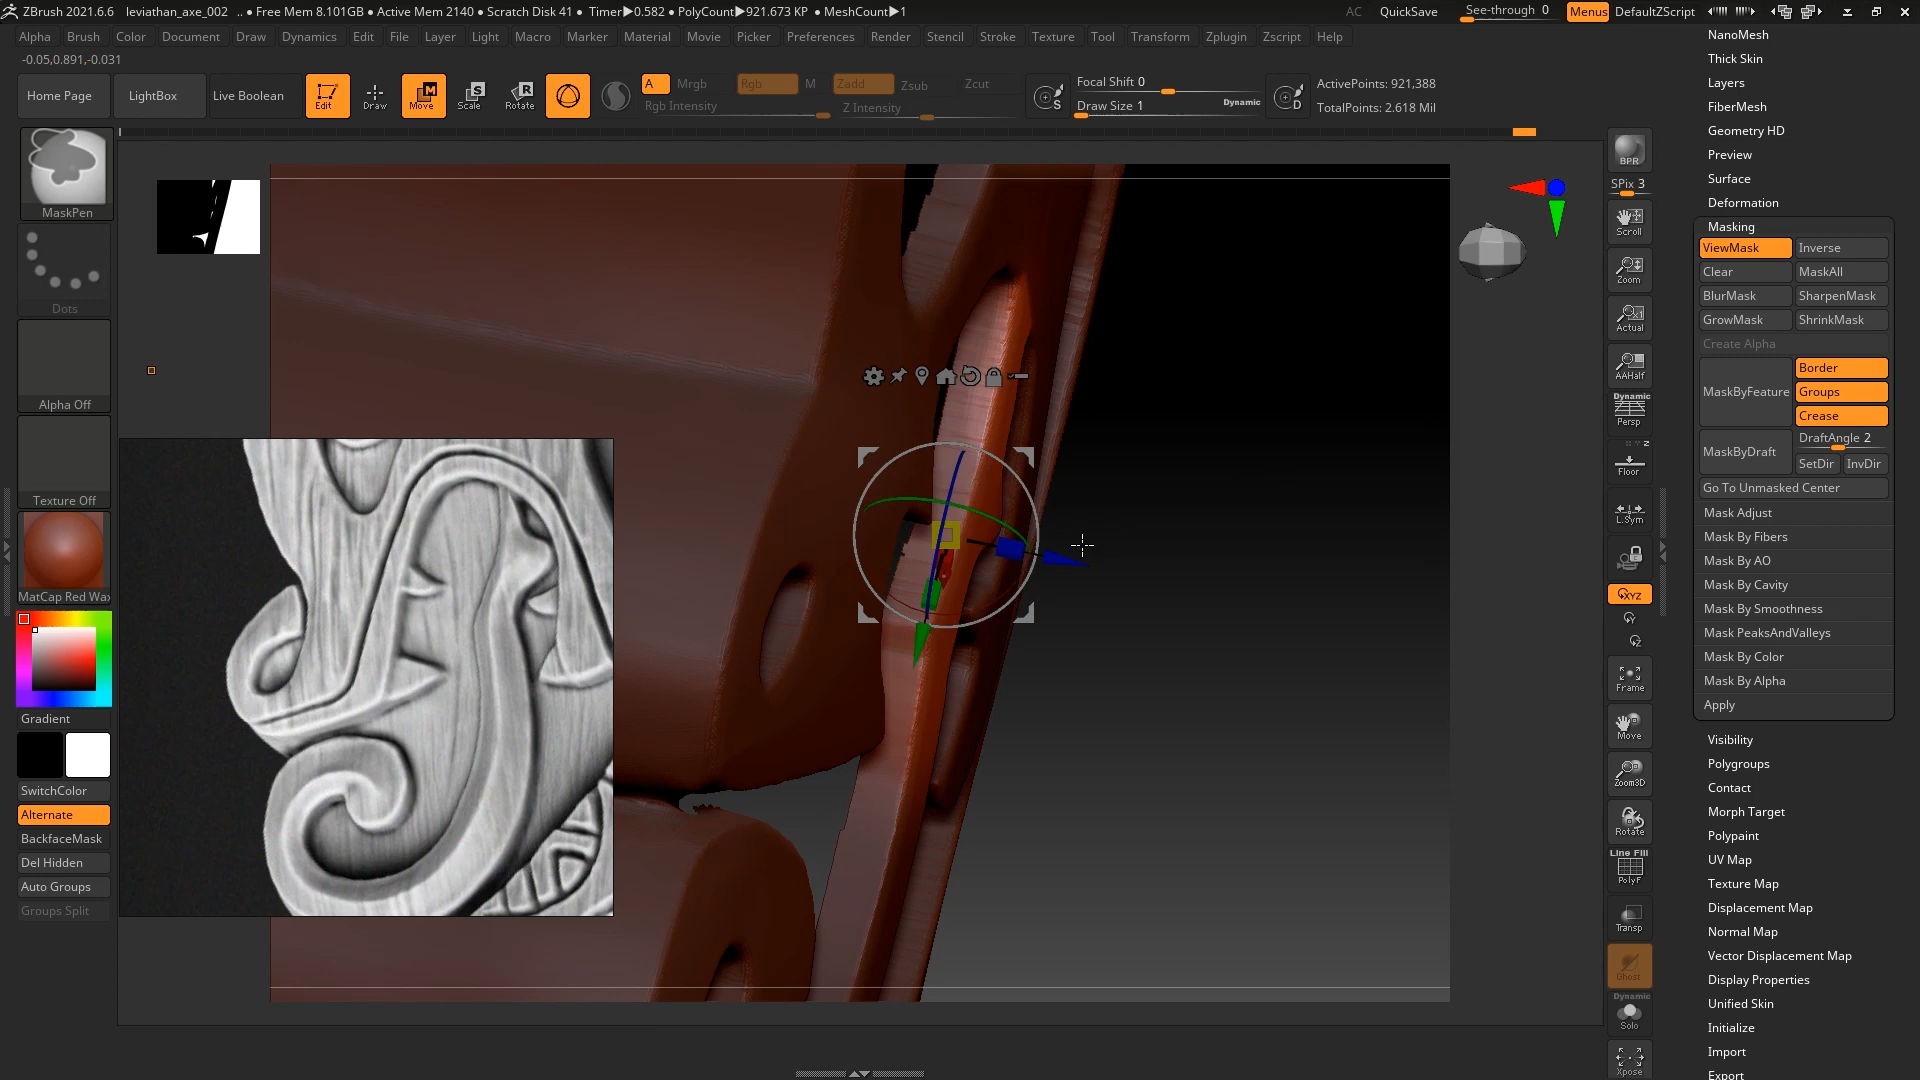 ZBrush 2021.6.6 leviathan_axe_002 .. • Free Mem 8.101GB • Active Mem 2140 • Scratch Disk 41 • Timer▶0.582 • PolyCount▶921.673 KP • MeshCount▶1
AC QuickSave See-through 0 Menus DefaultZScript
Alpha Brush Color Document Draw Dynamics Edit File Layer Light Macro Marker Material Movie Picker Preferences Render Stencil Stroke Texture Tool Transform Zplugin Zscript Help
-0.05,0.891,-0.031
Home Page LightBox Live Boolean Edit Draw Move Scale Rotate
A Mrgb Rgb M Zadd Zsub Zcut
Rgb Intensity Z Intensity
Focal Shift 0
Draw Size 1 Dynamic
ActivePoints: 921,388
TotalPoints: 2.618 Mil
MaskPen
Dots
Alpha Off
Texture Off
MatCap Red Wax
Gradient
SwitchColor
Alternate
BackfaceMask
Del Hidden
Auto Groups
Groups Split
BPR
SPix 3
Scroll
Zoom
Actual
AAHalf
Dynamic
Persp
Floor
L.Sym
XYZ
Frame
Move
Zoom3D
Rotate
Line Fill
PolyF
Transp
Ghost
Dynamic
Solo
Xpose
NanoMesh
Thick Skin
Layers
FiberMesh
Geometry HD
Preview
Surface
Deformation
Masking
ViewMask Inverse
Clear MaskAll
BlurMask SharpenMask
GrowMask ShrinkMask
Create Alpha
MaskByFeature Border
Groups
Crease
MaskByDraft DraftAngle 2
SetDir InvDir
Go To Unmasked Center
Mask Adjust
Mask By Fibers
Mask By AO
Mask By Cavity
Mask By Smoothness
Mask PeaksAndValleys
Mask By Color
Mask By Alpha
Apply
Visibility
Polygroups
Contact
Morph Target
Polypaint
UV Map
Texture Map
Displacement Map
Normal Map
Vector Displacement Map
Display Properties
Unified Skin
Initialize
Import
Export